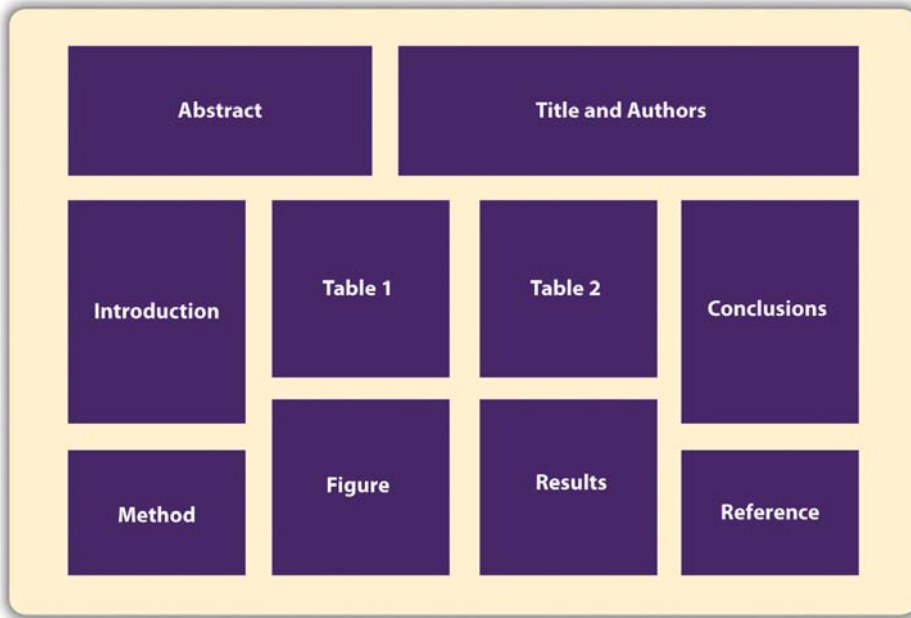 Abstract
Title and Authors
Introduction
Table 1
Table 2
Conclusions
Method
Figure
Results
Reference